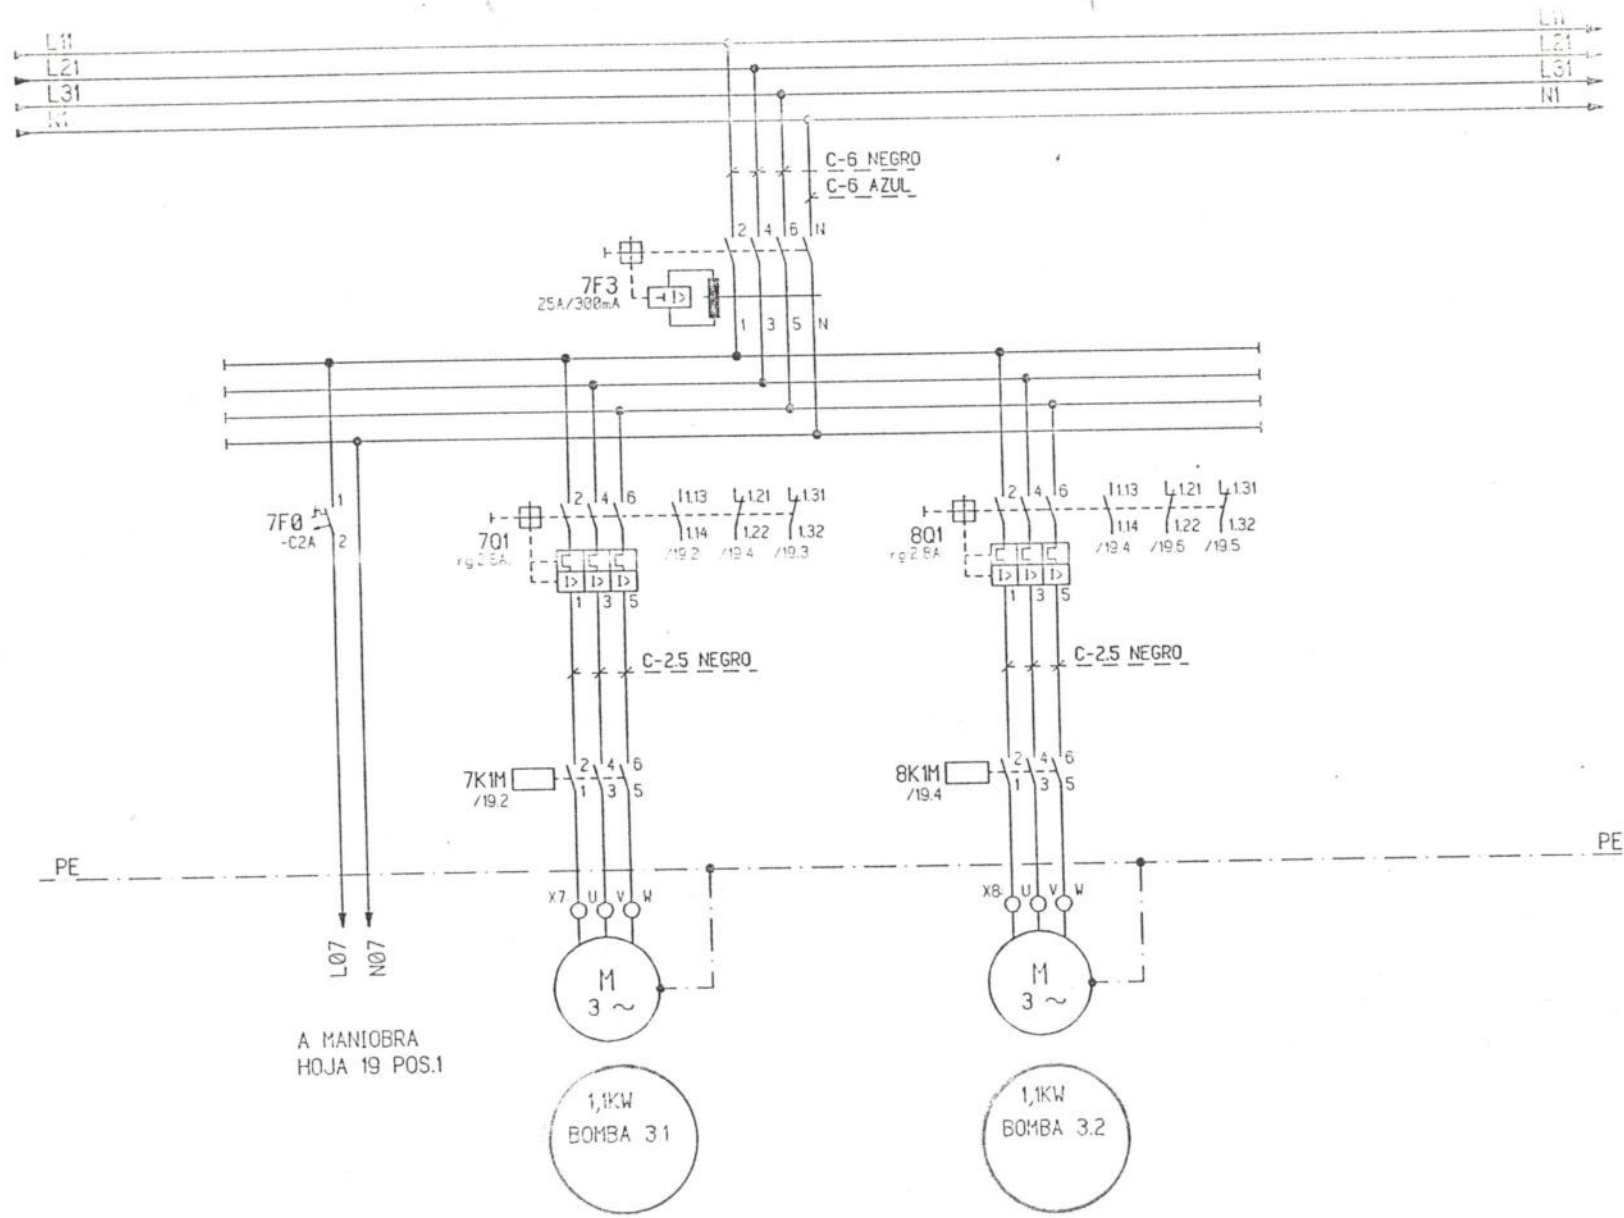 L11
L21
L31
N1
L11
L21
L31
N1
C-6 NEGRO
C-6 AZUL
2 4 6 N
7F3
25A/300mA
I>
1 3 5 N
1
7F0
-C2A
2
2 4 6
7Q1
I> I> I>
1 3 5
1.13 1.21 1.31
1.14 1.22 1.32
/19.2 /19.4 /19.3
2 4 6
8Q1
rg2.8A
I> I> I>
1 3 5
1.13 1.21 1.31
1.14 1.22 1.32
/19.4 /19.5
C-2.5 NEGRO
C-2.5 NEGRO
7K1M
/19.2
2 4 6
1 3 5
8K1M
/19.4
2 4 6
1 3 5
PE
PE
X7 U V W
X8 U V W
L07
N07
M
3 ~
M
3 ~
A MANIOBRA
HOJA 19 POS.1
1,1KW
BOMBA 3.1
1,1KW
BOMBA 3.2